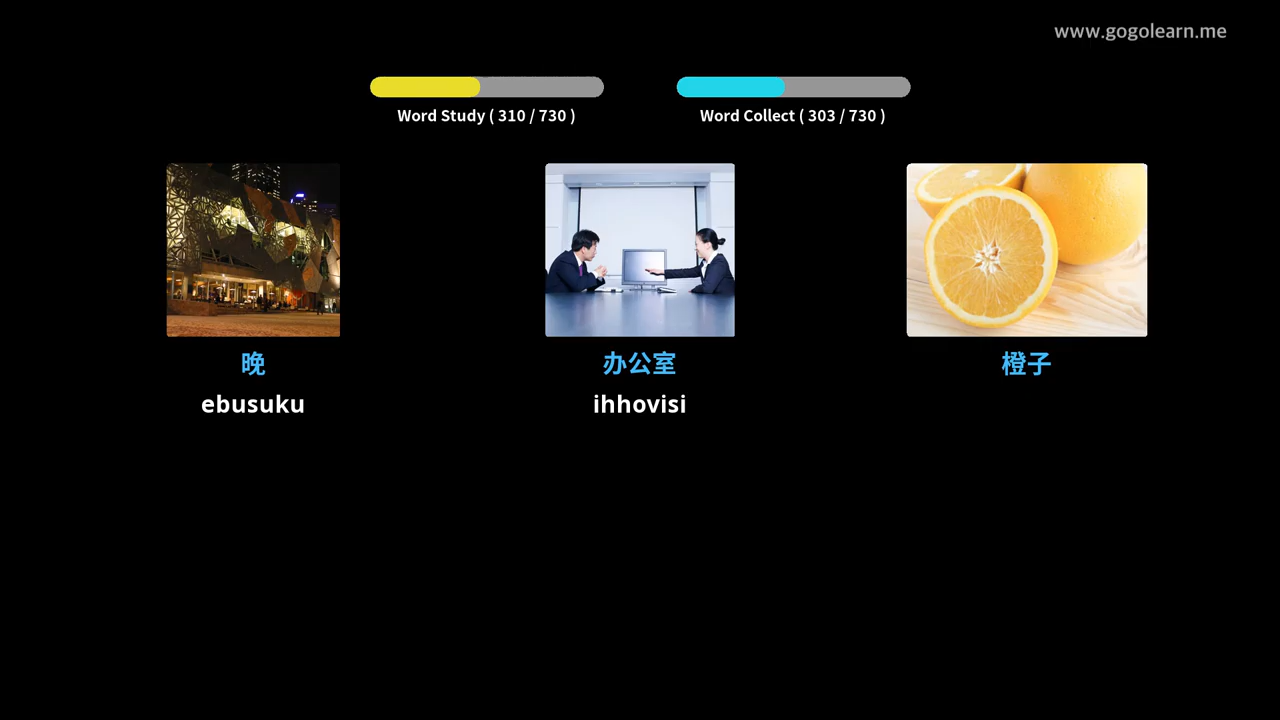 www.gogolearn.me
Word Study ( 310 / 730 )
Word Collect ( 303 / 730 )
晚
办公室
橙子
ebusuku
ihhovisi